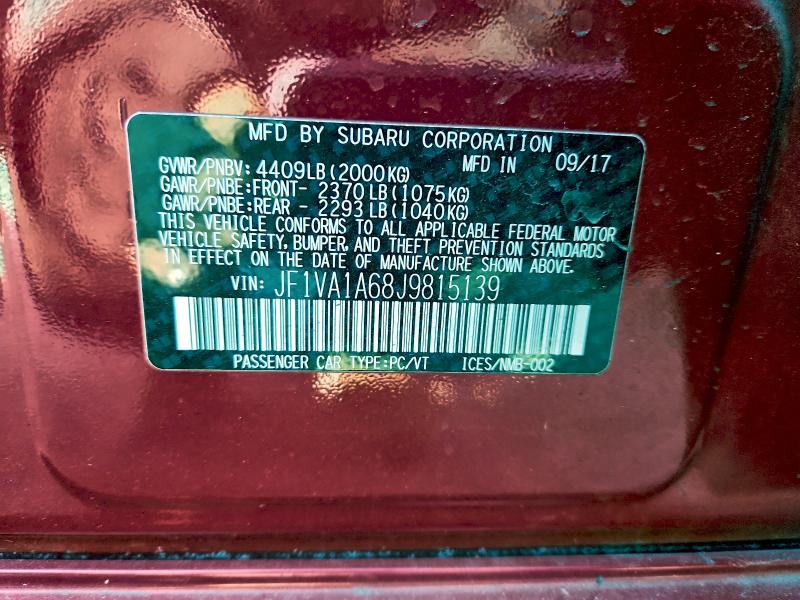 MFD BY SUBARU CORPORATION
GVWR/PNBV: 4409LB(2000KG) MFD IN 09/17
GAWR/PNBE:FRONT- 2370LB(1075KG)
GAWR/PNBE:REAR - 2293LB(1040KG)
THIS VEHICLE CONFORMS TO ALL APPLICABLE FEDERAL MOTOR
VEHICLE SAFETY, BUMPER, AND THEFT PREVENTION STANDARDS
IN EFFECT ON THE DATE OF MANUFACTURE SHOWN ABOVE.
VIN: JF1VA1A68J9815139
PASSENGER CAR TYPE:PC/VT ICES/NMB-002